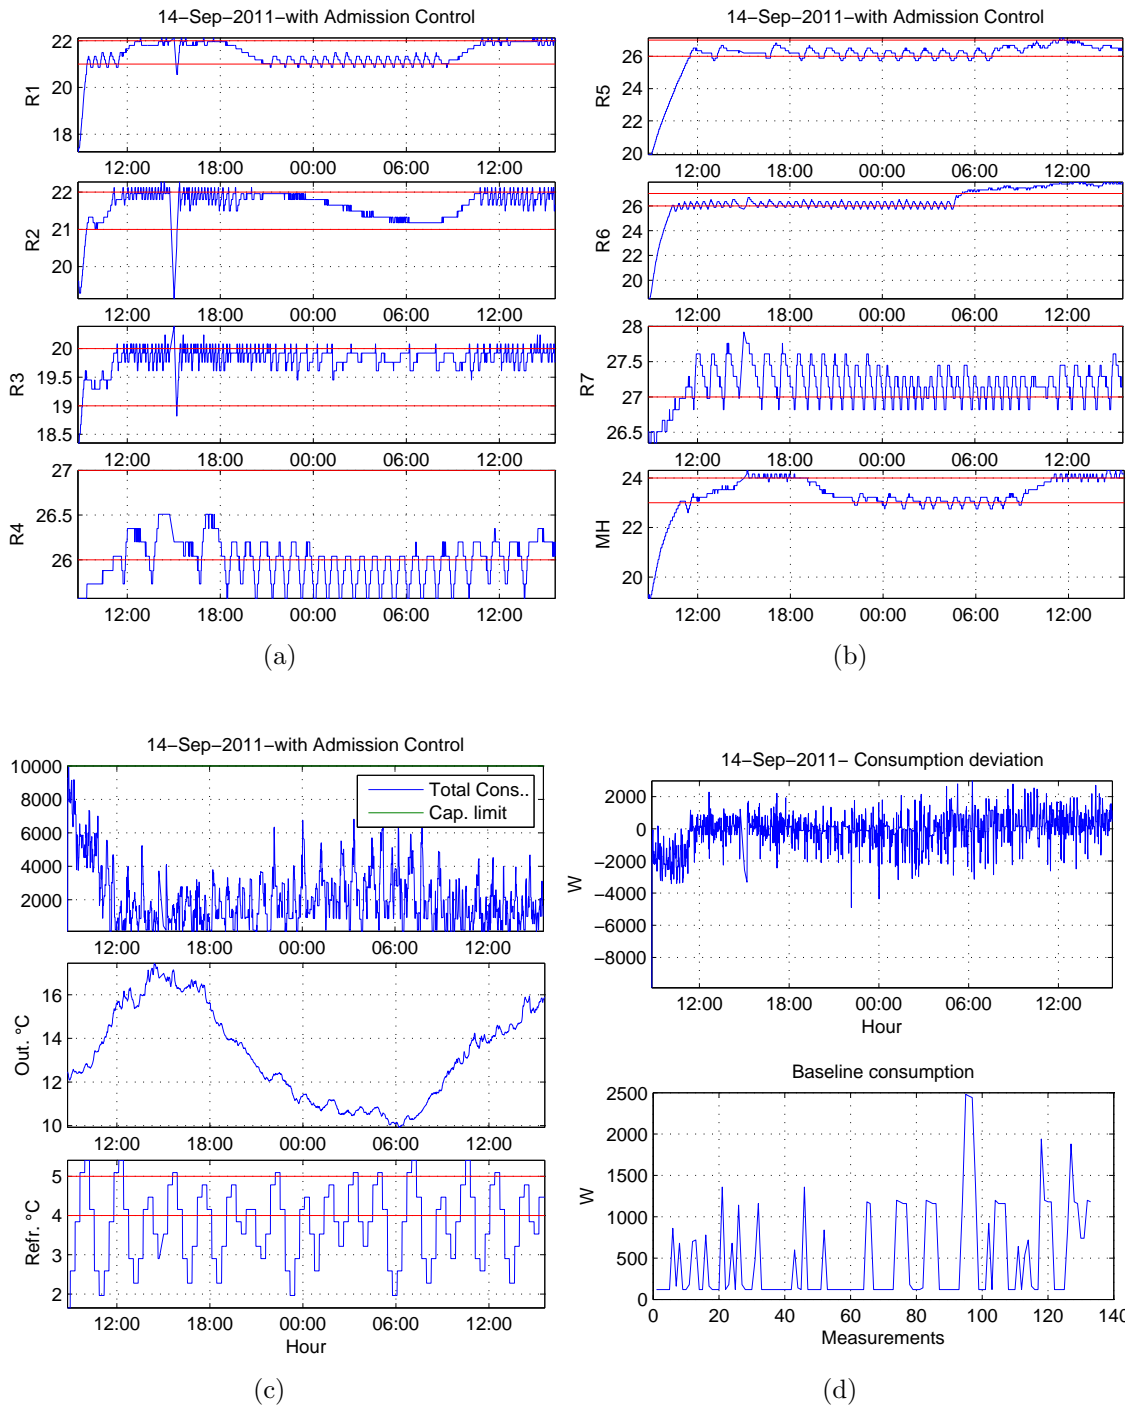 14−Sep−2011−with Admission Control
22
20
18
R1
12:00 18:00 00:00 06:00 12:00
22
21
20
R2
12:00 18:00 00:00 06:00 12:00
20
19.5
19
18.5
R3
12:00 18:00 00:00 06:00 12:00
27
26.5
26
R4
12:00 18:00 00:00 06:00 12:00
(a)
14−Sep−2011−with Admission Control
26
24
22
20
R5
12:00 18:00 00:00 06:00 12:00
26
24
22
20
R6
12:00 18:00 00:00 06:00 12:00
28
27.5
27
26.5
R7
12:00 18:00 00:00 06:00 12:00
24
22
20
MH
12:00 18:00 00:00 06:00 12:00
(b)
14−Sep−2011−with Admission Control
10000
8000
6000
4000
2000
Total Cons..
Cap. limit
12:00 18:00 00:00 06:00 12:00
16
14
12
10
Out. °C
12:00 18:00 00:00 06:00 12:00
5
4
3
2
Refr. °C
12:00 18:00 00:00 06:00 12:00
Hour
(c)
14−Sep−2011− Consumption deviation
2000
0
−2000
−4000
−6000
−8000
W
12:00 18:00 00:00 06:00 12:00
Hour
Baseline consumption
2500
2000
1500
1000
500
0
W
0 20 40 60 80 100 120 140
Measurements
(d)